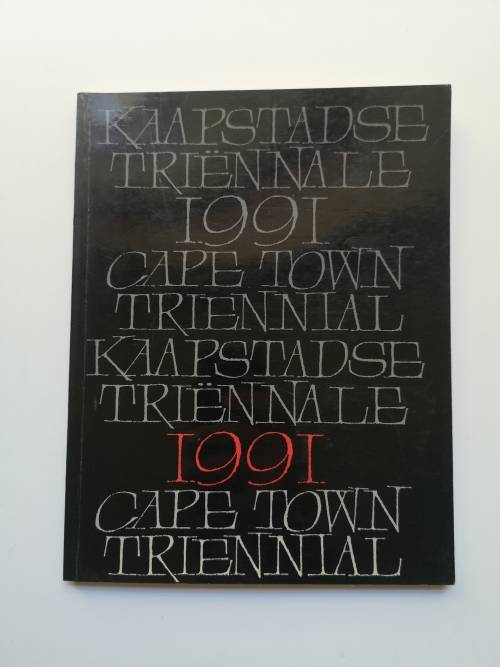 KAAPSTADSE
TRIËNNALE
1991
CAPE TOWN
TRIENNIAL
KAAPSTADSE
TRIËNNALE
1991
CAPE TOWN
TRIENNIAL